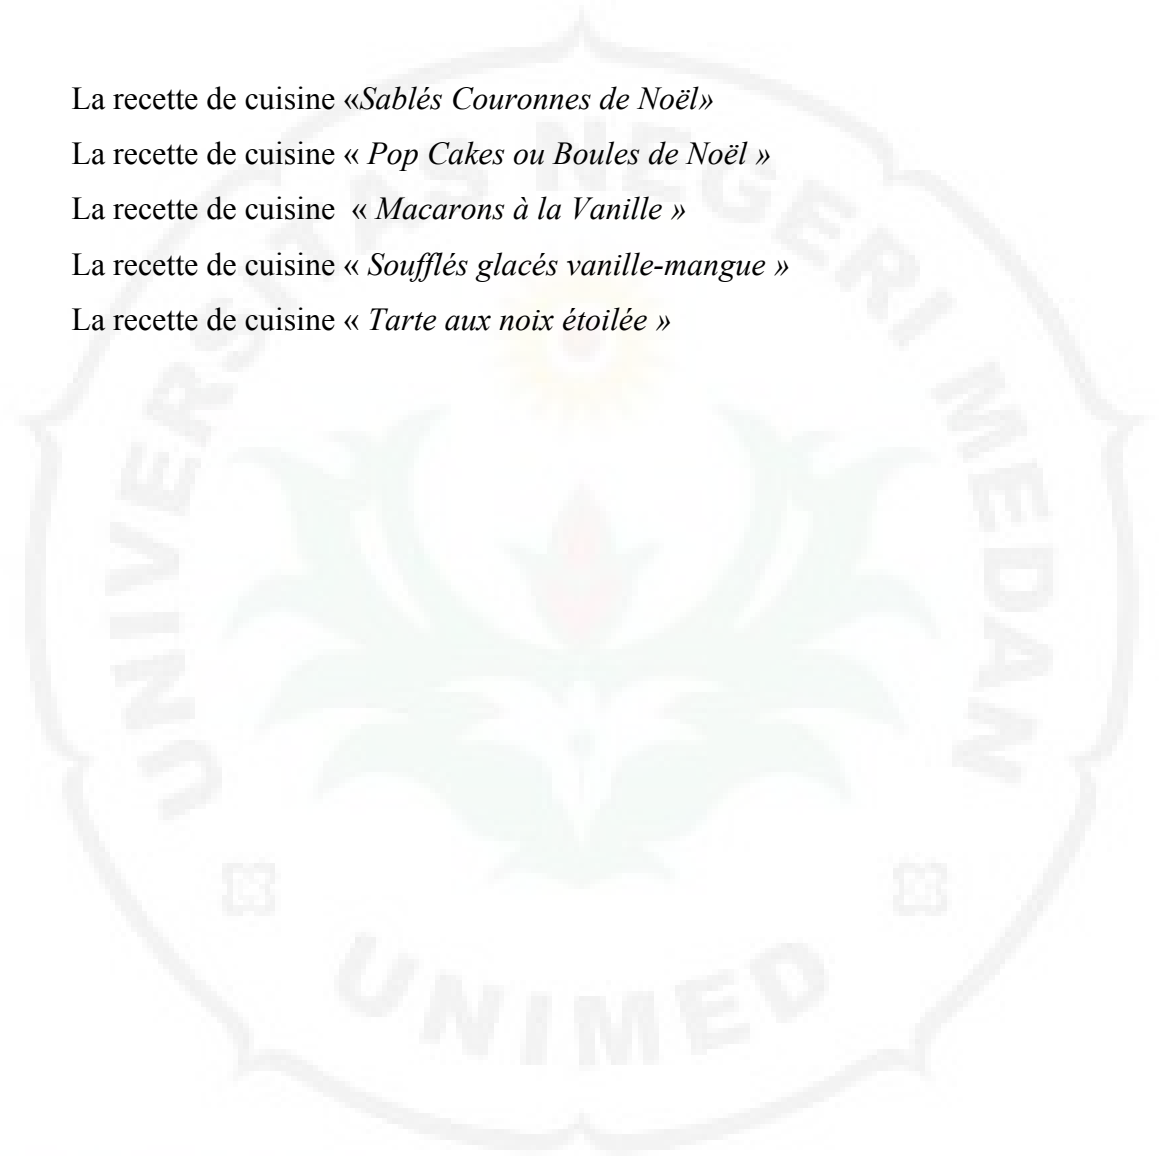 La recette de cuisine «Sablés Couronnes de Noël»
La recette de cuisine « Pop Cakes ou Boules de Noël »
La recette de cuisine  « Macarons à la Vanille »
La recette de cuisine « Soufflés glacés vanille-mangue »
La recette de cuisine « Tarte aux noix étoilée »
UNIVERSITAS NEGERI MEDAN
UNIMED